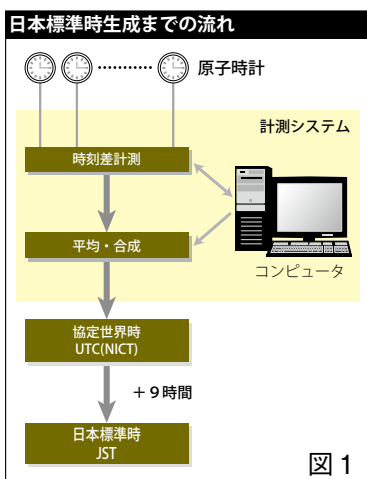 日本標準時生成までの流れ
原子時計
計測システム
時刻差計測
平均・合成
コンピュータ
協定世界時
UTC(NICT)
＋９時間
日本標準時
JST
図１